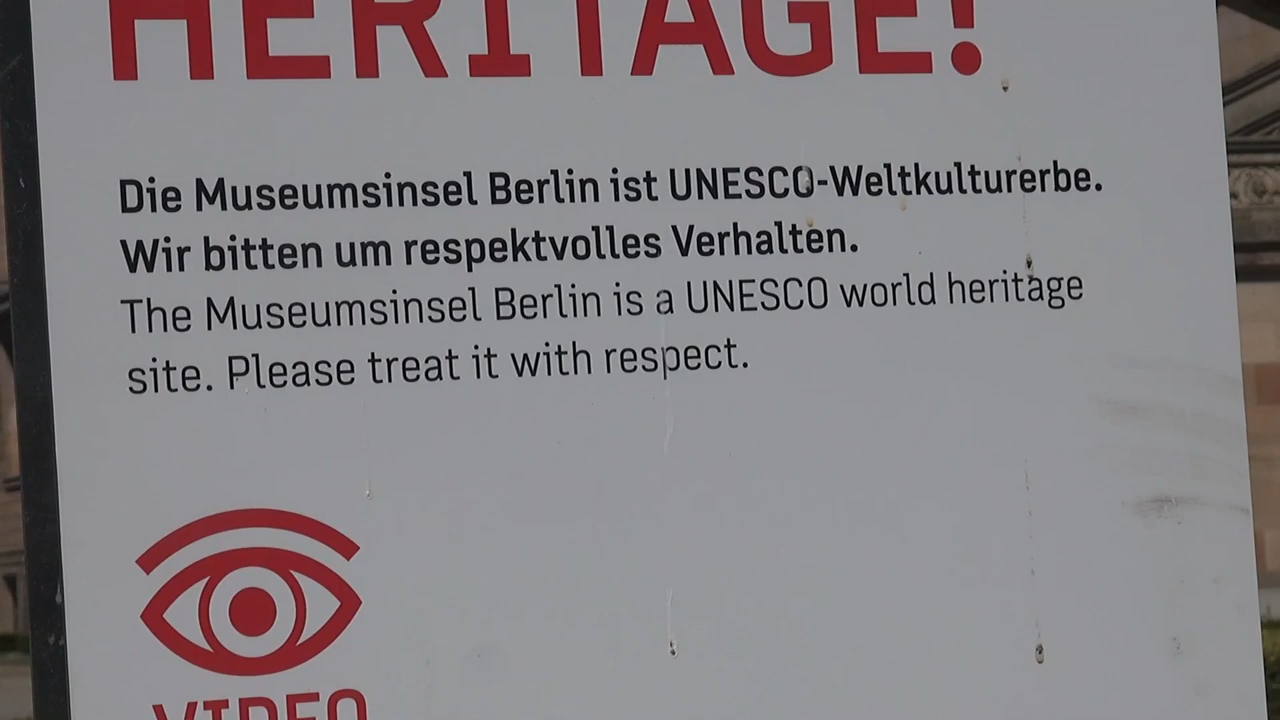 HERITAGE!
Die Museumsinsel Berlin ist UNESCO-Weltkulturerbe.
Wir bitten um respektvolles Verhalten.
The Museumsinsel Berlin is a UNESCO world heritage
site. Please treat it with respect.
VIDEO